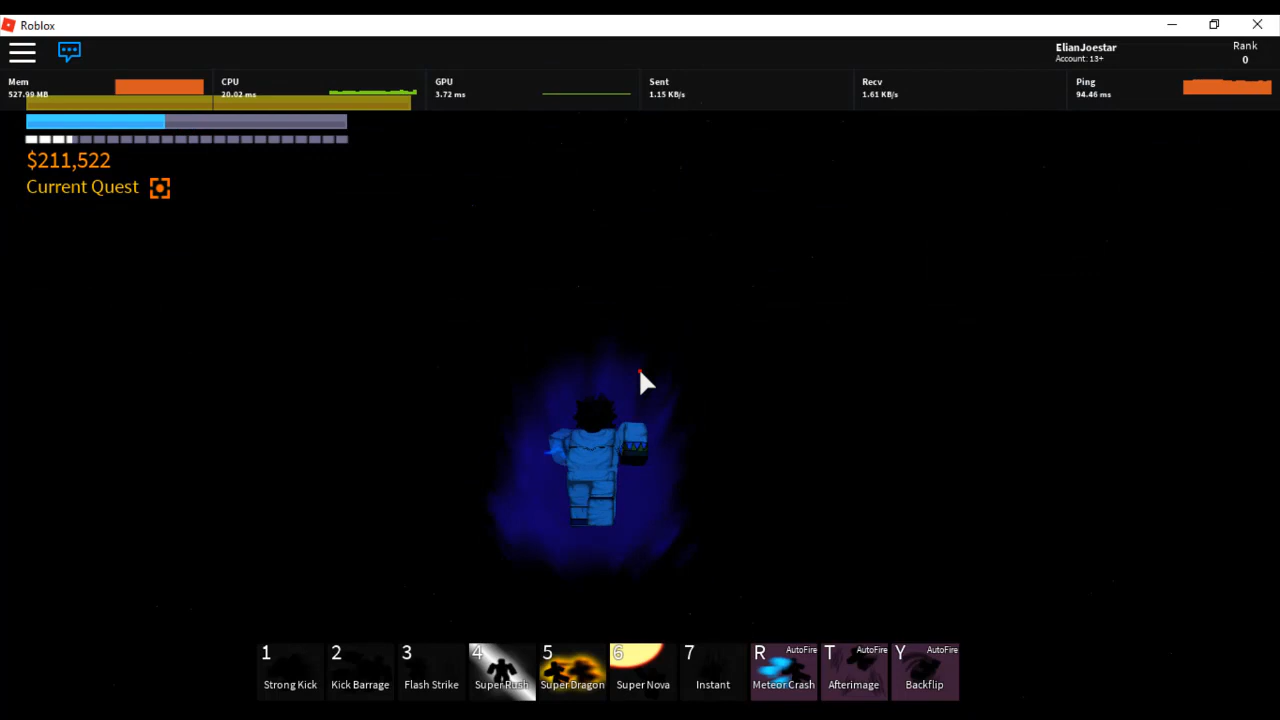 Roblox
ElianJoestar
Account: 13+
Rank
0
Mem
527.99 MB
CPU
20.02 ms
GPU
3.72 ms
Sent
1.15 KB/s
Recv
1.61 KB/s
Ping
94.46 ms
$211,522
Current Quest
1 Strong Kick
2 Kick Barrage
3 Flash Strike
4 Super Rush
5 Super Dragon
6 Super Nova
7 Instant
R AutoFire Meteor Crash
T AutoFire Afterimage
Y AutoFire Backflip